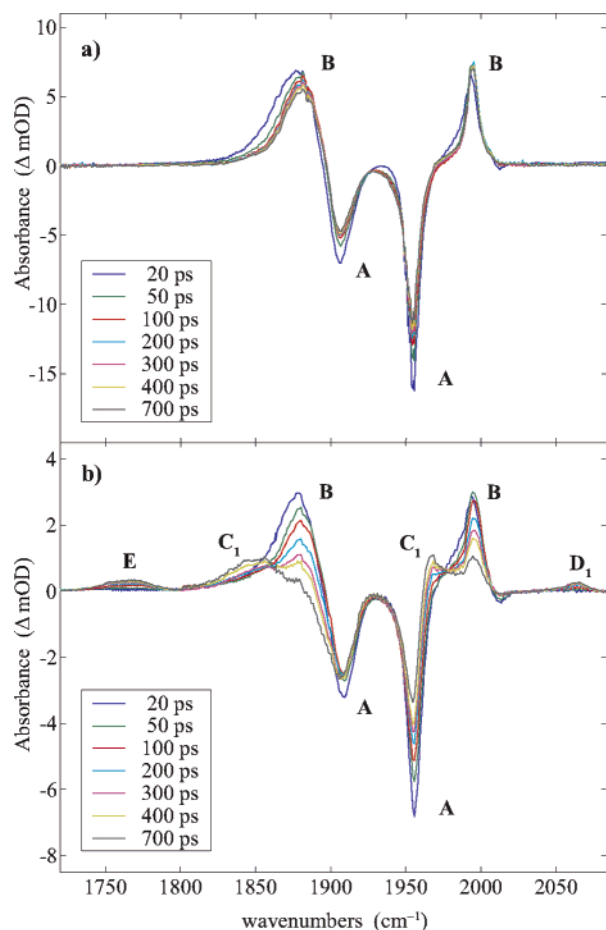 a)
10
5
0
-5
-10
-15
Absorbance (Δ mOD)
B
B
A
A
20 ps
50 ps
100 ps
200 ps
300 ps
400 ps
700 ps
b)
4
2
0
-2
-4
-6
-8
Absorbance (Δ mOD)
B
B
E
C₁
C₁
D₁
A
A
20 ps
50 ps
100 ps
200 ps
300 ps
400 ps
700 ps
1750 1800 1850 1900 1950 2000 2050
wavenumbers (cm⁻¹)